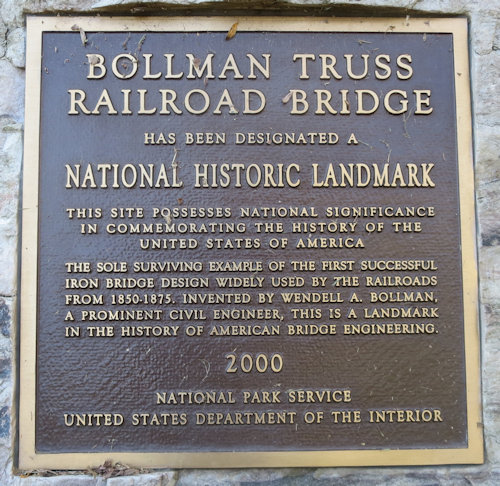 BOLLMAN TRUSS
RAILROAD BRIDGE
HAS BEEN DESIGNATED A
NATIONAL HISTORIC LANDMARK
THIS SITE POSSESSES NATIONAL SIGNIFICANCE
IN COMMEMORATING THE HISTORY OF THE
UNITED STATES OF AMERICA
THE SOLE SURVIVING EXAMPLE OF THE FIRST SUCCESSFUL
IRON BRIDGE DESIGN WIDELY USED BY THE RAILROADS
FROM 1850-1875. INVENTED BY WENDELL A. BOLLMAN,
A PROMINENT CIVIL ENGINEER, THIS IS A LANDMARK
IN THE HISTORY OF AMERICAN BRIDGE ENGINEERING.
2000
NATIONAL PARK SERVICE
UNITED STATES DEPARTMENT OF THE INTERIOR